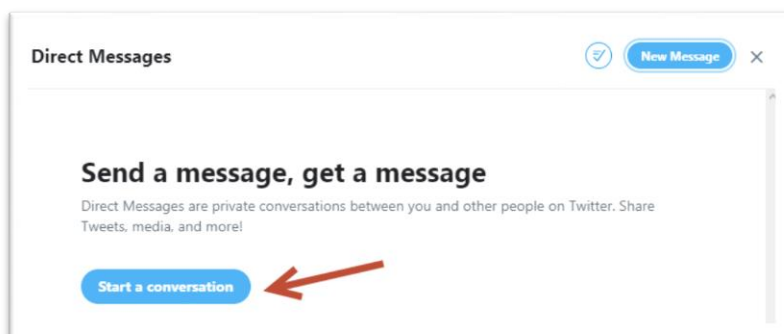 Direct Messages
New Message
Send a message, get a message
Direct Messages are private conversations between you and other people on Twitter. Share
Tweets, media, and more!
Start a conversation